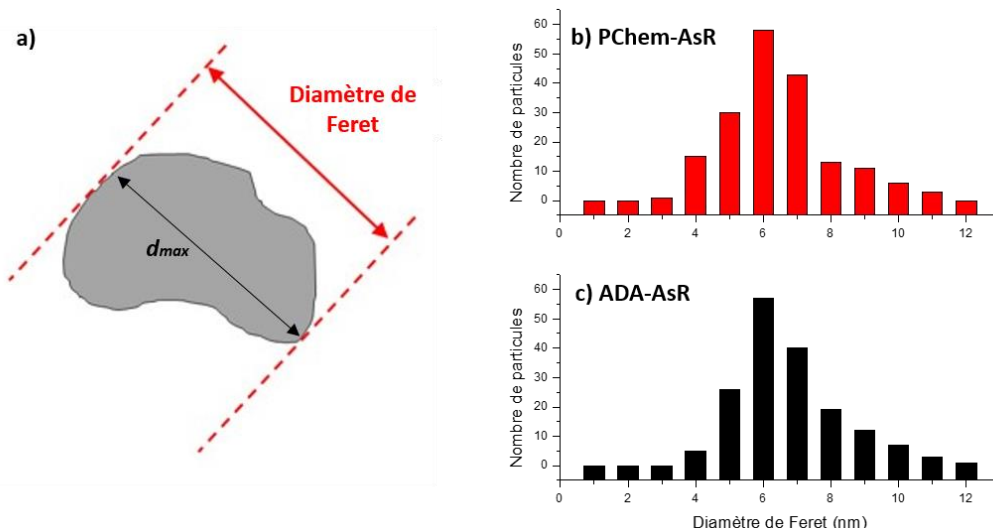 a)
Diamètre de
Feret
dmax
b) PChem-AsR
Nombre de particules
60
50
40
30
20
10
0
0 2 4 6 8 10 12
c) ADA-AsR
Nombre de particules
60
50
40
30
20
10
0
0 2 4 6 8 10 12
Diamètre de Feret (nm)